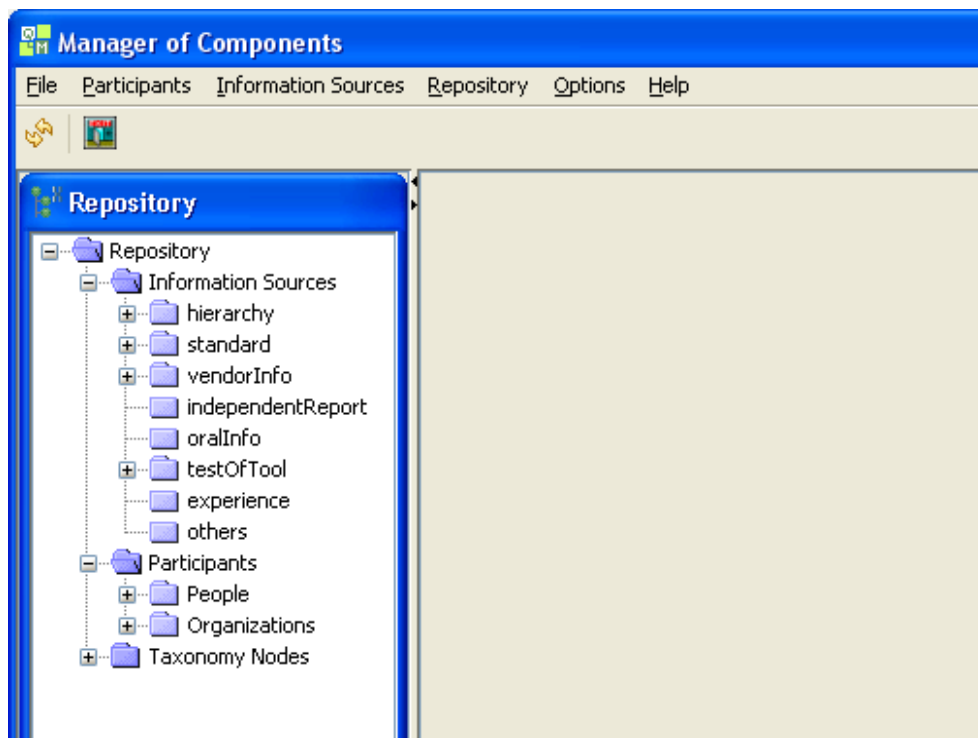 Q M Manager of Components
File Participants Information Sources Repository Options Help
Repository
Repository
Information Sources
hierarchy
standard
vendorInfo
independentReport
oralInfo
testOfTool
experience
others
Participants
People
Organizations
Taxonomy Nodes